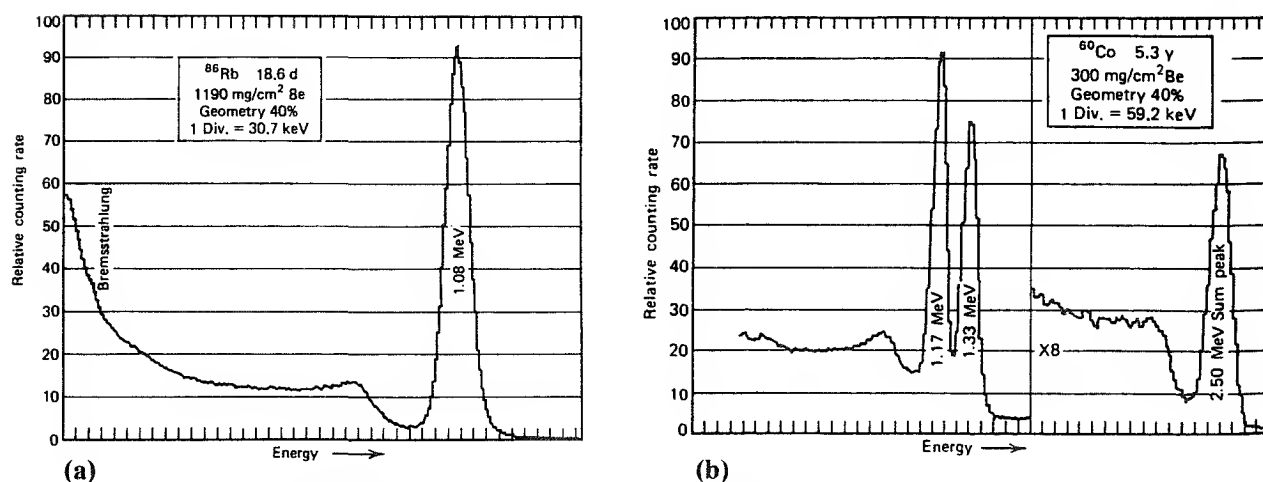 Relative counting rate
100
90
80
70
60
50
40
30
20
10
0
⁸⁶Rb 18.6 d
1190 mg/cm² 8e
Geometry 40%
1 Div. = 30.7 keV
Bremsstrahlung
1.08 MeV
Energy
(a)
Relative counting rate
100
90
80
70
60
50
40
30
20
10
0
⁶⁰Co 5.3 y
300 mg/cm²Be
Geometry 40%
1 Div. = 59.2 keV
1.17 MeV
1.33 MeV
X8
2.50 MeV Sum peak
Energy
(b)